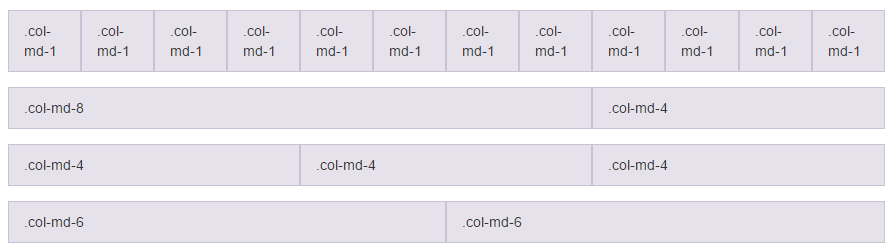 .col- .col- .col- .col- .col- .col- .col- .col- .col- .col- .col- .col-
md-1 md-1 md-1 md-1 md-1 md-1 md-1 md-1 md-1 md-1 md-1 md-1
.col-md-8 .col-md-4
.col-md-4 .col-md-4 .col-md-4
.col-md-6 .col-md-6